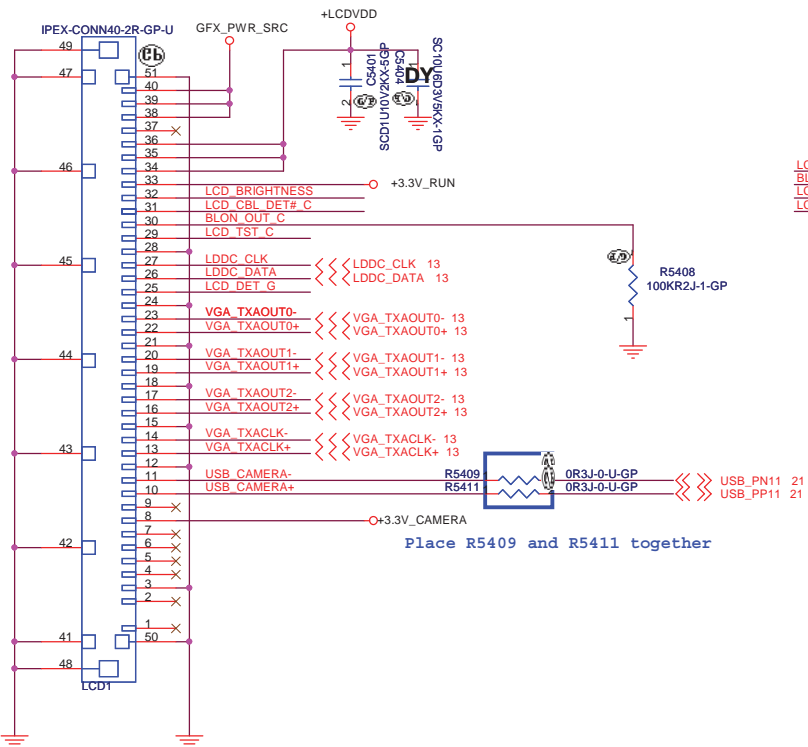 IPEX-CONN40-2R-GP-U
GFX_PWR_SRC
+LCDVDD
49
47
51
40
39
38
37
36
35
34
46
33
+3.3V_RUN
32 LCD_BRIGHTNESS
31 LCD_CBL_DET#_C
30 BLON_OUT_C
29 LCD_TST_C
28
45
27 LDDC_CLK LDDC_CLK 13
26 LDDC_DATA LDDC_DATA 13
25 LCD_DET_G
24
23 VGA_TXAOUT0- VGA_TXAOUT0- 13
22 VGA_TXAOUT0+ VGA_TXAOUT0+ 13
21
44
20 VGA_TXAOUT1- VGA_TXAOUT1- 13
19 VGA_TXAOUT1+ VGA_TXAOUT1+ 13
18
17 VGA_TXAOUT2- VGA_TXAOUT2- 13
16 VGA_TXAOUT2+ VGA_TXAOUT2+ 13
15
14 VGA_TXACLK- VGA_TXACLK- 13
43
13 VGA_TXACLK+ VGA_TXACLK+ 13
12
11 USB_CAMERA- R5409 0R3J-0-U-GP USB_PN11 21
10 USB_CAMERA+ R5411 0R3J-0-U-GP USB_PP11 21
9
8 +3.3V_CAMERA
7
42
6
5
4
3
2
1
41
50
48
LCD1
1
2
C5401
SCD1U10V2KX-5GP
C5404
DY
SC10U6D3V5KX-1GP
R5408
100KR2J-1-GP
1
Place R5409 and R5411 together